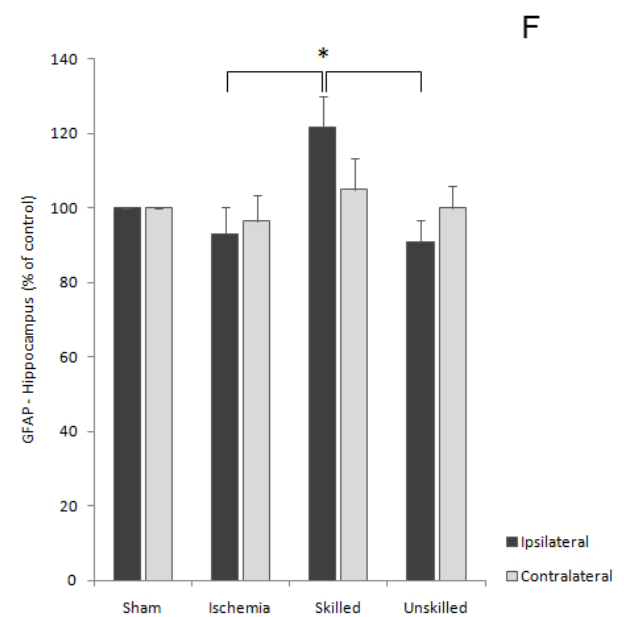 F
*
140
120
100
80
60
40
20
0
GFAP - Hippocampus (% of control)
Sham Ischemia Skilled Unskilled
Ipsilateral
Contralateral